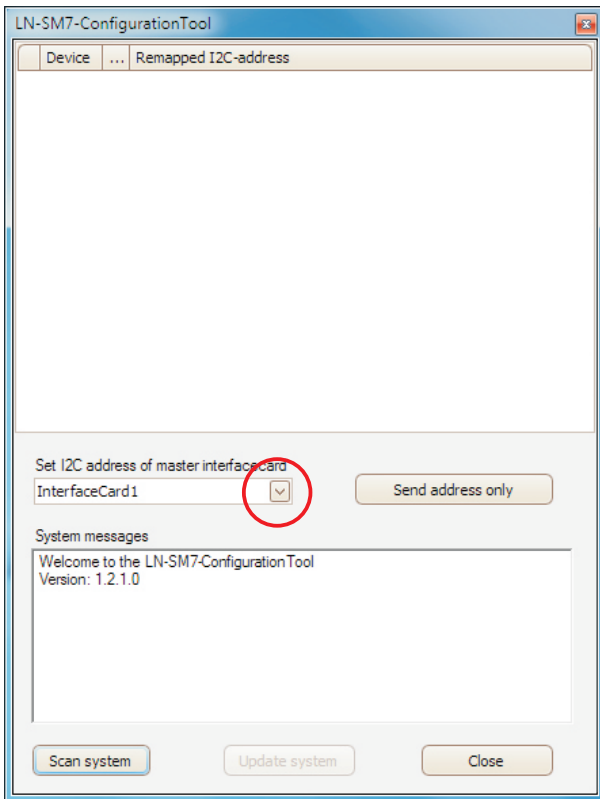 LN-SM7-ConfigurationTool
Device ... Remapped I2C-address
Set I2C address of master interfacecard
InterfaceCard1
Send address only
System messages
Welcome to the LN-SM7-ConfigurationTool
Version: 1.2.1.0
Scan system Update system Close